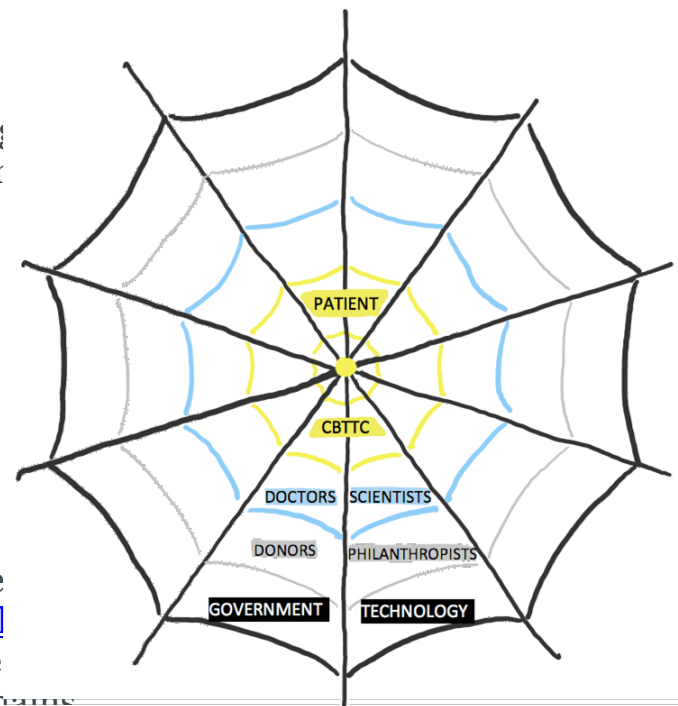 PATIENT
CBTTC
DOCTORS SCIENTISTS
DONORS PHILANTHROPISTS
GOVERNMENT TECHNOLOGY